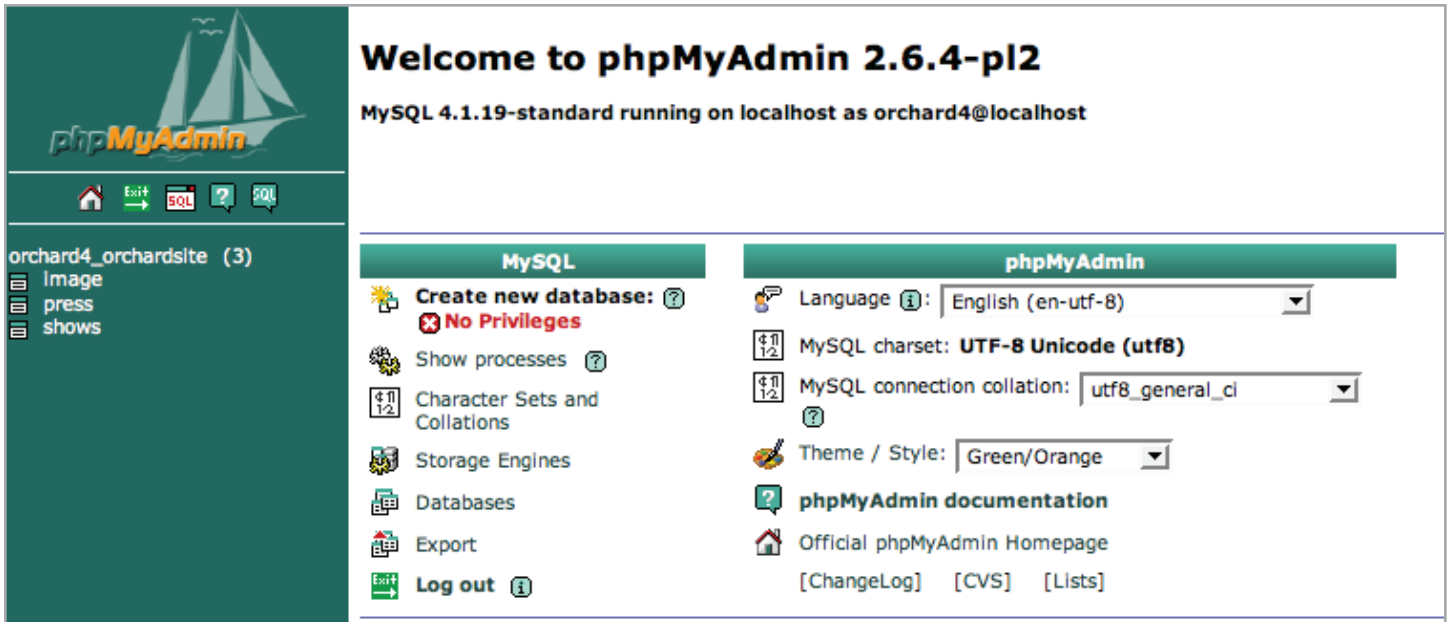 phpMyAdmin
Exit
SQL
?
SQL
orchard4_orchardsite (3)
image
press
shows
Welcome to phpMyAdmin 2.6.4-pl2
MySQL 4.1.19-standard running on localhost as orchard4@localhost
MySQL
Create new database: ?
No Privileges
Show processes ?
Character Sets and
Collations
Storage Engines
Databases
Export
Exit
Log out i
phpMyAdmin
Language i: English (en-utf-8)
MySQL charset: UTF-8 Unicode (utf8)
MySQL connection collation: utf8_general_ci
?
Theme / Style: Green/Orange
? phpMyAdmin documentation
Official phpMyAdmin Homepage
[ChangeLog] [CVS] [Lists]